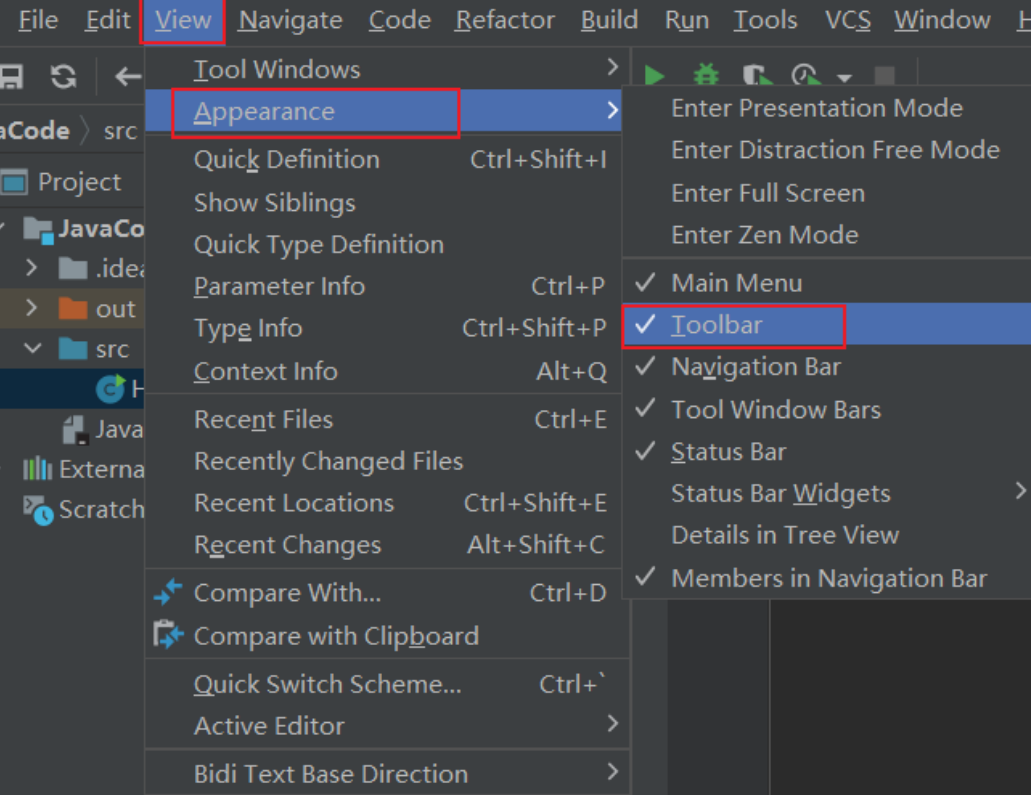 File Edit View Navigate Code Refactor Build Run Tools VCS Window H
aCode src
Project
JavaCo
.idea
out
src
H
Java
Externa
Scratch
Tool Windows
Appearance
Quick Definition Ctrl+Shift+I
Show Siblings
Quick Type Definition
Parameter Info Ctrl+P
Type Info Ctrl+Shift+P
Context Info Alt+Q
Recent Files Ctrl+E
Recently Changed Files
Recent Locations Ctrl+Shift+E
Recent Changes Alt+Shift+C
Compare With... Ctrl+D
Compare with Clipboard
Quick Switch Scheme... Ctrl+`
Active Editor
Bidi Text Base Direction
Enter Presentation Mode
Enter Distraction Free Mode
Enter Full Screen
Enter Zen Mode
Main Menu
Toolbar
Navigation Bar
Tool Window Bars
Status Bar
Status Bar Widgets
Details in Tree View
Members in Navigation Bar